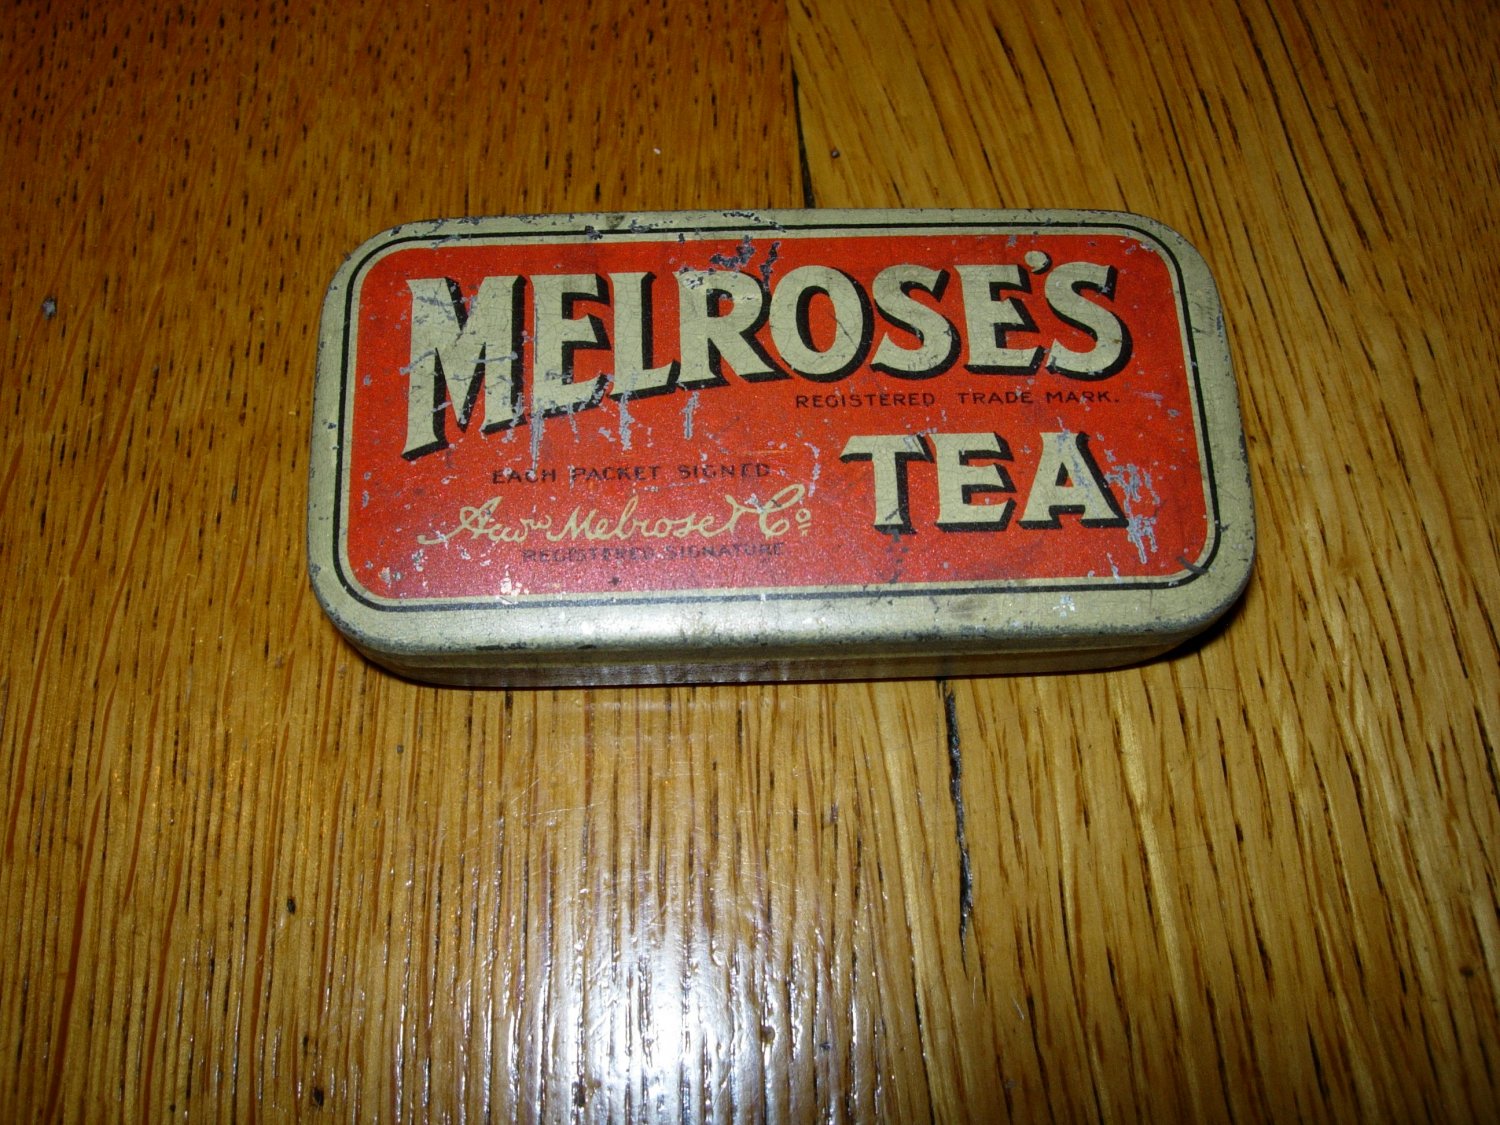 MELROSE'S
REGISTERED TRADE MARK.
TEA
EACH PACKET SIGNED
Andw Melrose & Co
REGISTERED SIGNATURE